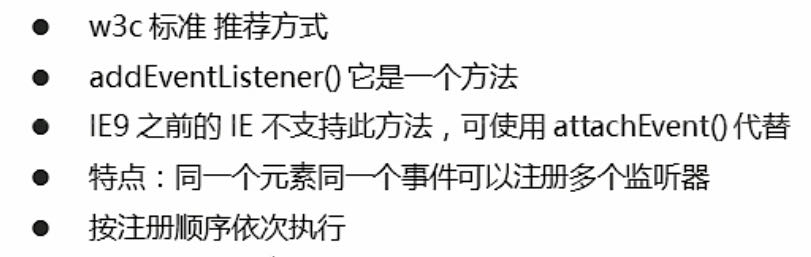 ● w3c 标准 推荐方式
● addEventListener() 它是一个方法
● IE9 之前的 IE 不支持此方法，可使用 attachEvent() 代替
● 特点：同一个元素同一个事件可以注册多个监听器
● 按注册顺序依次执行